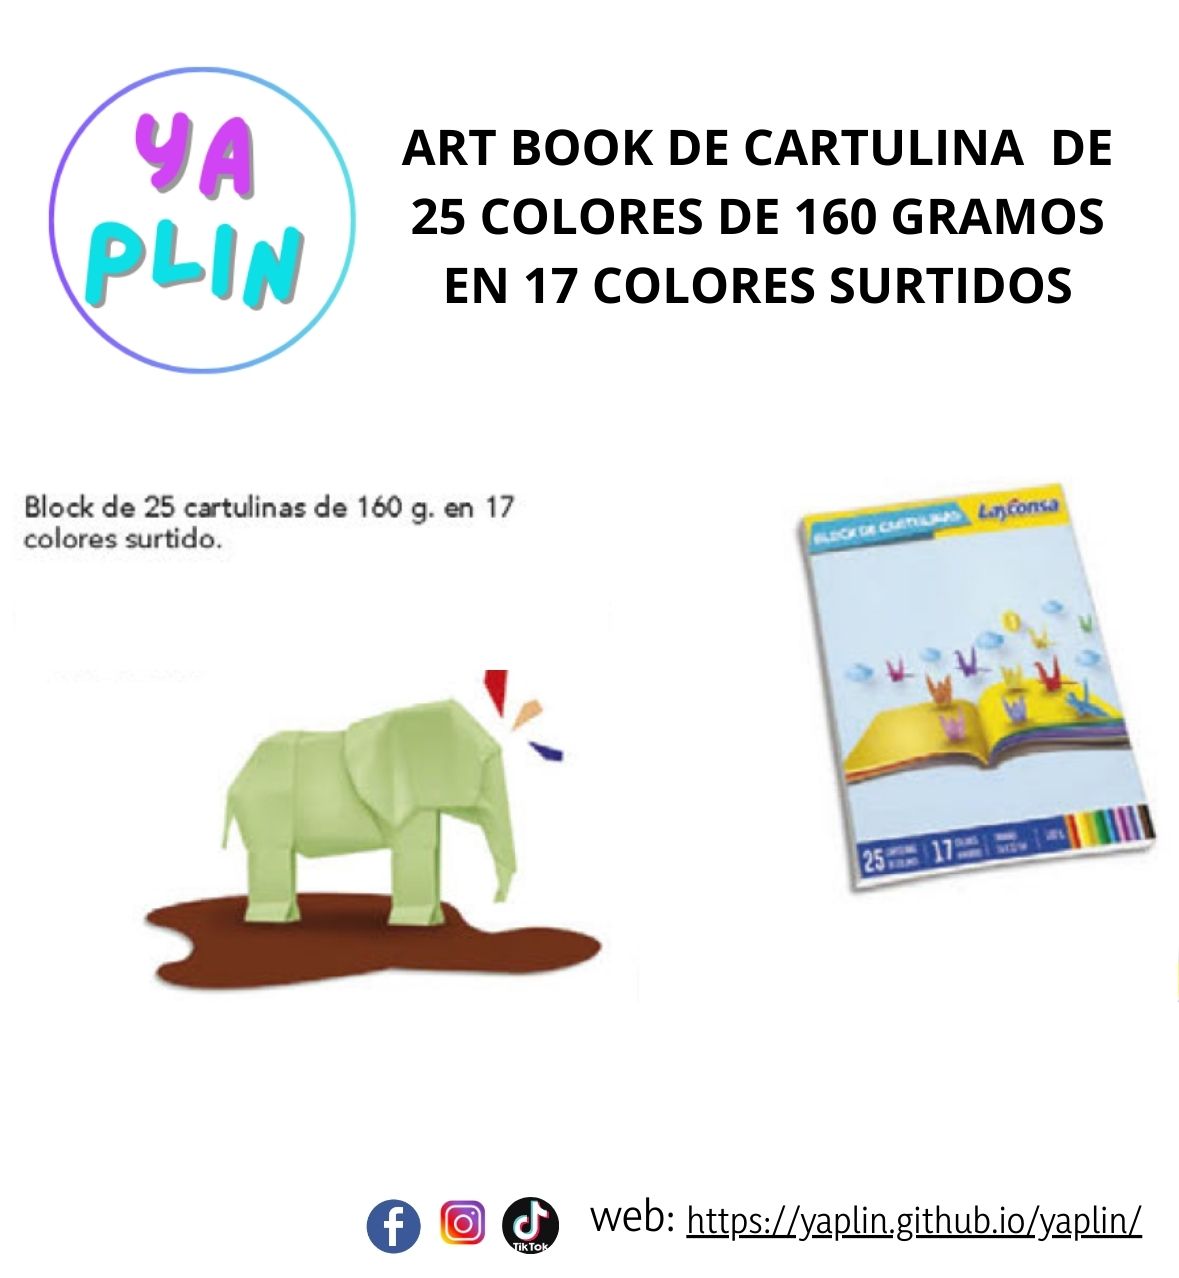 YA
PLIN
ART BOOK DE CARTULINA DE
25 COLORES DE 160 GRAMOS
EN 17 COLORES SURTIDOS
Block de 25 cartulinas de 160 g. en 17
colores surtido.
BLOCK DE CARTULINAS
Layconsa
25
17
TikTok
web: https://yaplin.github.io/yaplin/